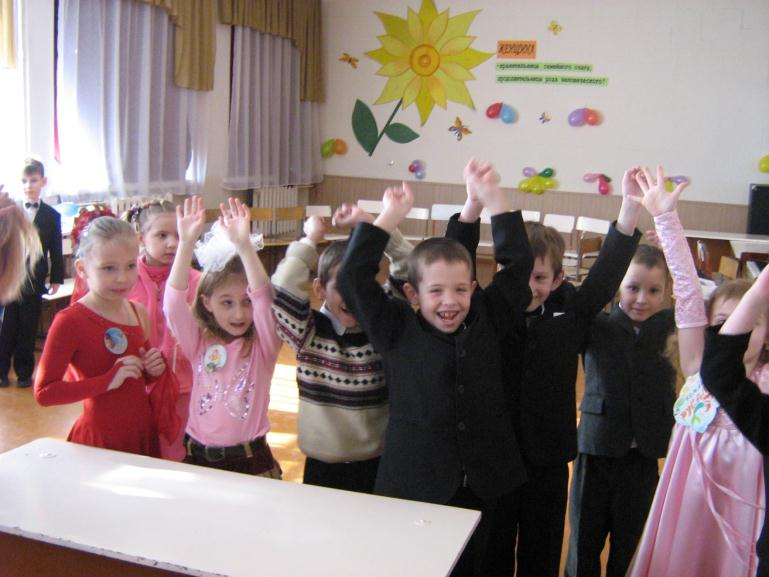 ЖЕНЩИНА
-хранительница семейного очага,
продолжательница рода человеческого!